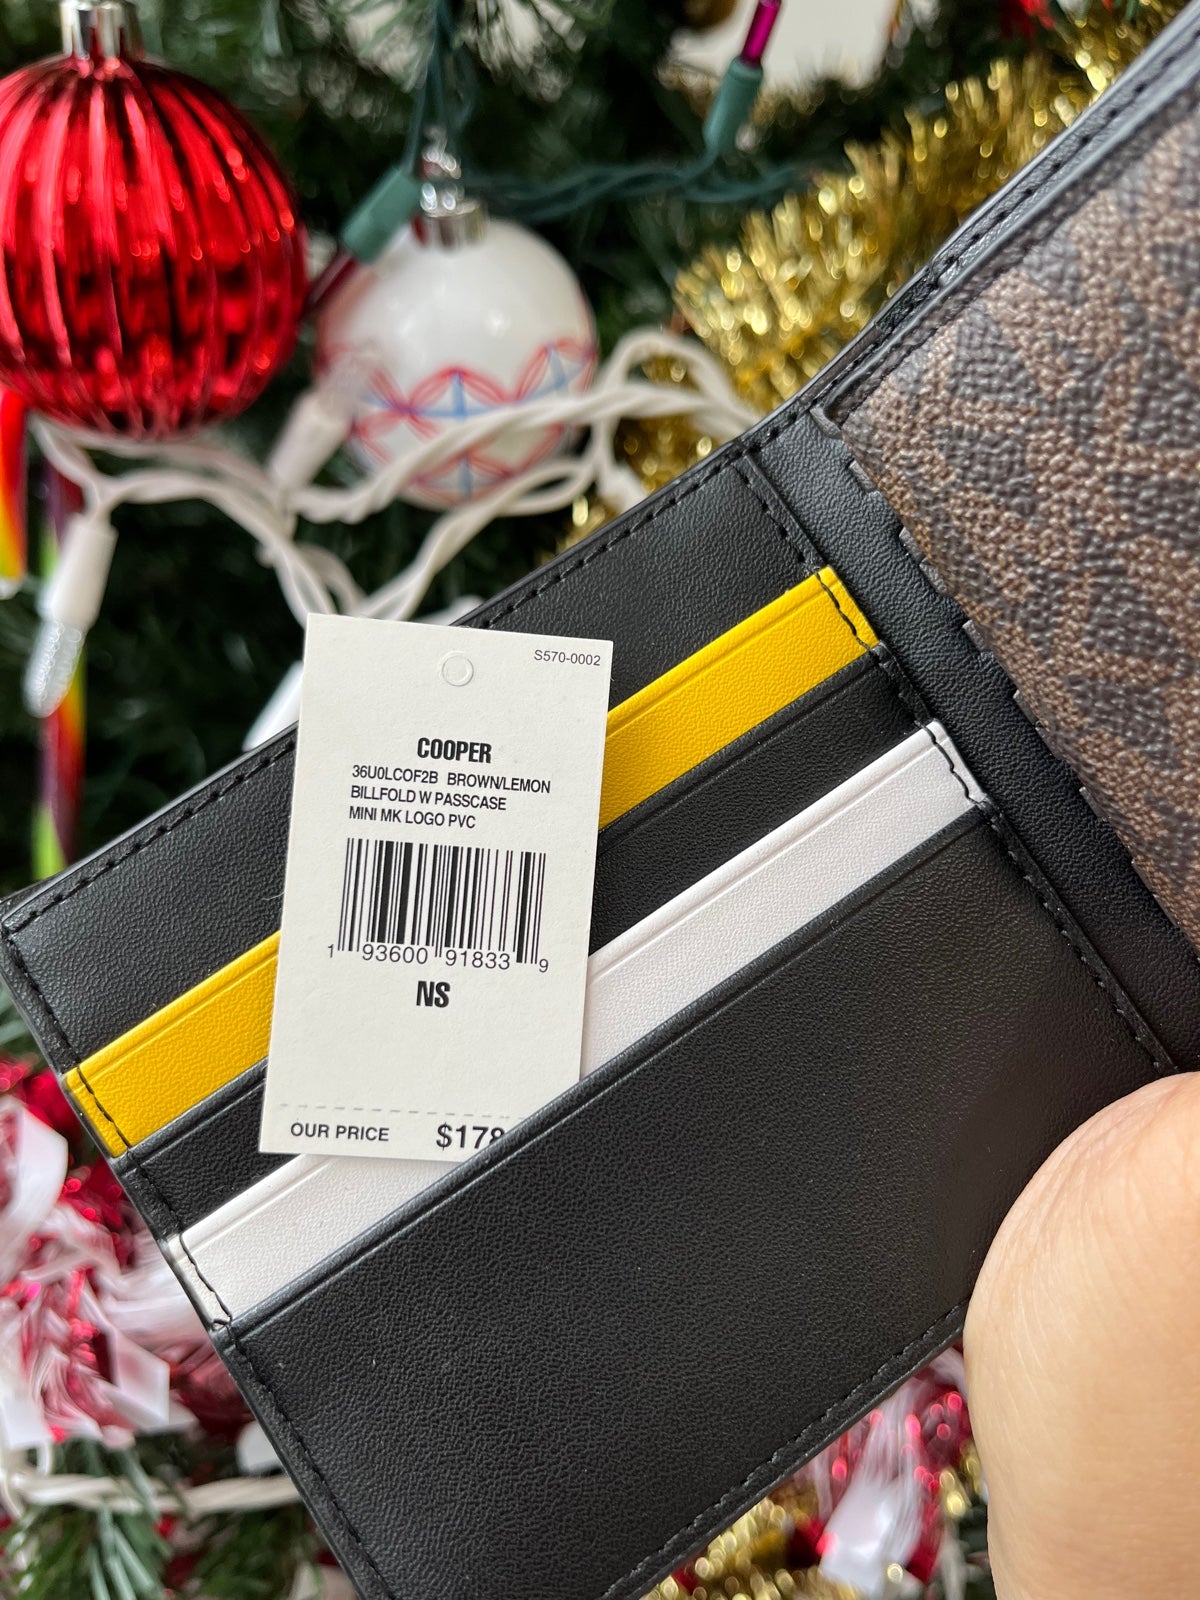 S570-0002
COOPER
36U0LCOF2B BROWN/LEMON
BILLFOLD W PASSCASE
MINI MK LOGO PVC
1 93600 91833 9
NS
OUR PRICE $178